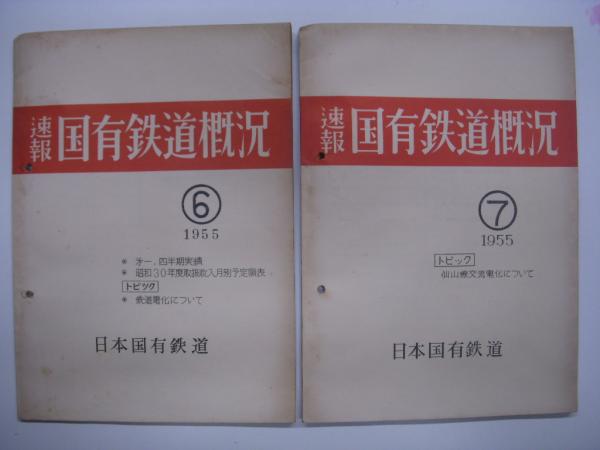 速報
国有鉄道概況
⑥
1955
* 才一.四半期実績
* 昭和30年度取扱収入月別予定額表
トピック
* 鉄道電化について
日本国有鉄道
速報
国有鉄道概況
⑦
1955
トピック
仙山線交流電化について
日本国有鉄道